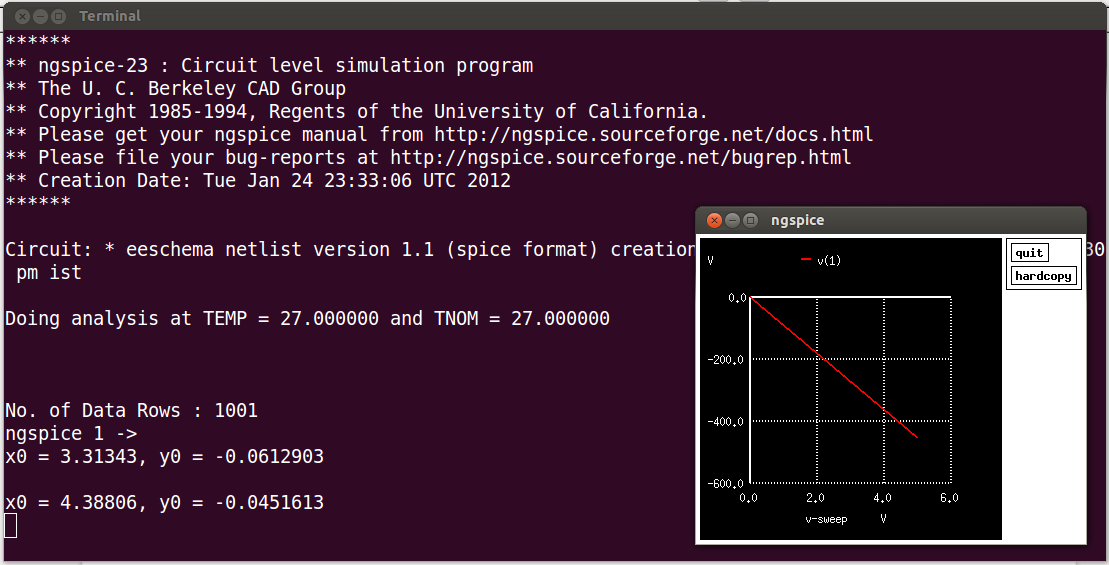 Terminal
******
** ngspice-23 : Circuit level simulation program
** The U. C. Berkeley CAD Group
** Copyright 1985-1994, Regents of the University of California.
** Please get your ngspice manual from http://ngspice.sourceforge.net/docs.html
** Please file your bug-reports at http://ngspice.sourceforge.net/bugrep.html
** Creation Date: Tue Jan 24 23:33:06 UTC 2012
******
Circuit: * eeschema netlist version 1.1 (spice format) creation 30
pm ist
Doing analysis at TEMP = 27.000000 and TNOM = 27.000000
No. of Data Rows : 1001
ngspice 1 ->
x0 = 3.31343, y0 = -0.0612903
x0 = 4.38806, y0 = -0.0451613
ngspice
V v(1)
0.0
-200.0
-400.0
-600.0
0.0 2.0 4.0 6.0
v-sweep V
quit
hardcopy